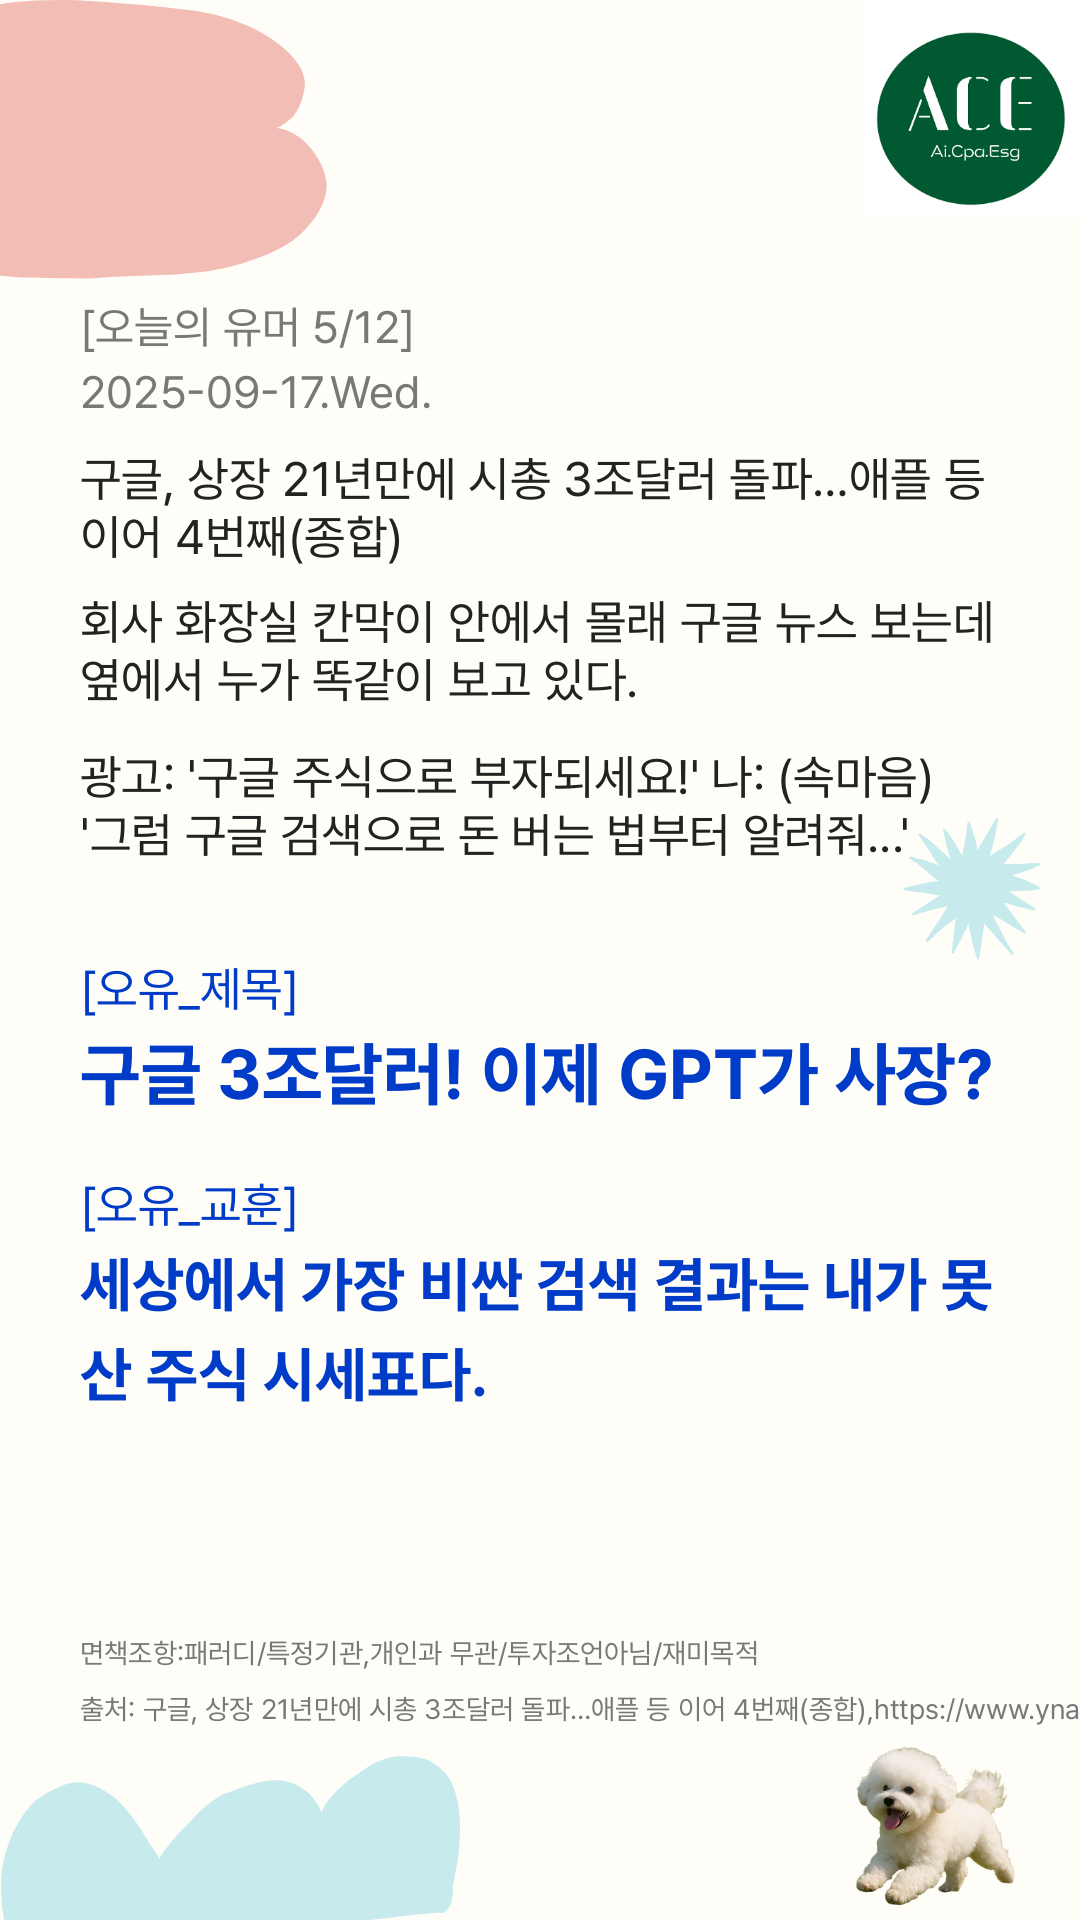 ACE
Ai.Cpa.Esg
[오늘의 유머 5/12]
2025-09-17.Wed.
구글, 상장 21년만에 시총 3조달러 돌파...애플 등
이어 4번째(종합)
회사 화장실 칸막이 안에서 몰래 구글 뉴스 보는데
옆에서 누가 똑같이 보고 있다.
광고: '구글 주식으로 부자되세요!' 나: (속마음)
'그럼 구글 검색으로 돈 버는 법부터 알려줘...'
[오유_제목]
구글 3조달러! 이제 GPT가 사장?
[오유_교훈]
세상에서 가장 비싼 검색 결과는 내가 못
산 주식 시세표다.
면책조항:패러디/특정기관,개인과 무관/투자조언아님/재미목적
출처: 구글, 상장 21년만에 시총 3조달러 돌파...애플 등 이어 4번째(종합),https://www.yna